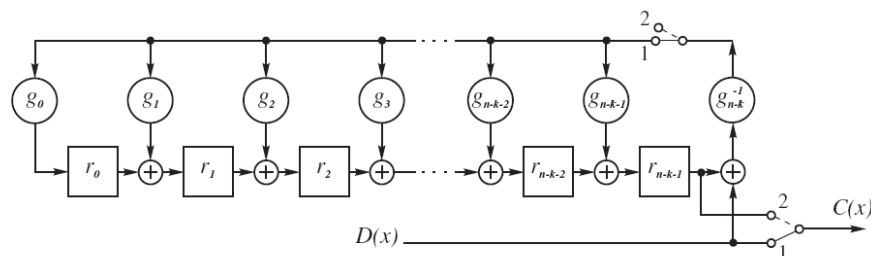 2
1
g₀ g₁ g₂ g₃ gₙ₋ₖ₋₂ gₙ₋ₖ₋₁ g⁻¹ₙ₋ₖ
r₀ + r₁ + r₂ + + rₙ₋ₖ₋₂ + rₙ₋ₖ₋₁ +
2
C(x)
D(x)
1